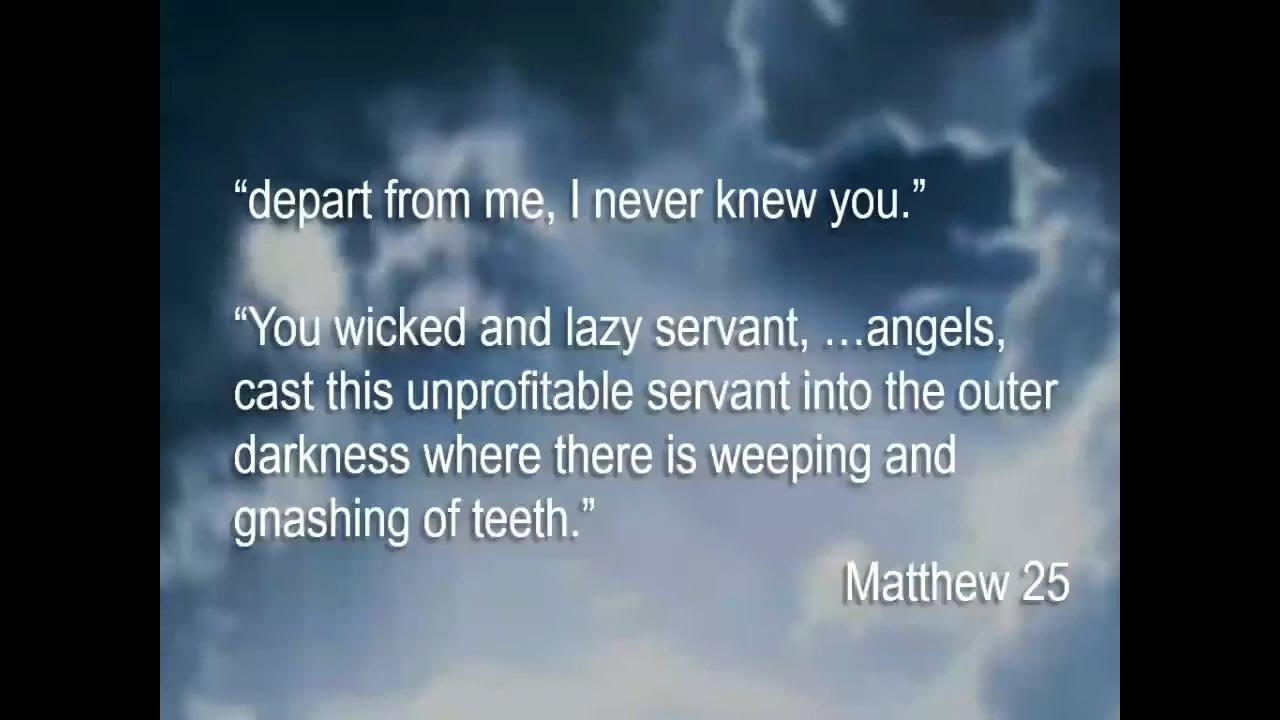 “depart from me, I never knew you.”
“You wicked and lazy servant, …angels,
cast this unprofitable servant into the outer
darkness where there is weeping and
gnashing of teeth.”
Matthew 25